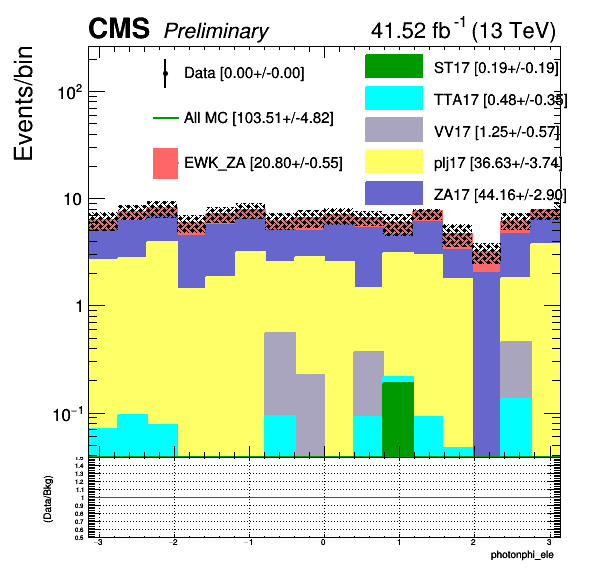 CMS Preliminary 41.52 fb⁻¹ (13 TeV)
Events/bin
Data [0.00+/-0.00]
All MC [103.51+/-4.82]
EWK_ZA [20.80+/-0.55]
ST17 [0.19+/-0.19]
TTA17 [0.48+/-0.35]
VV17 [1.25+/-0.57]
plj17 [36.63+/-3.74]
ZA17 [44.16+/-2.90]
10²
10
1
10⁻¹
(Data/Bkg)
1.5
1.4
1.3
1.2
1.1
1
0.9
0.8
0.7
0.6
0.5
−3 −2 −1 0 1 2 3
photonphi_ele